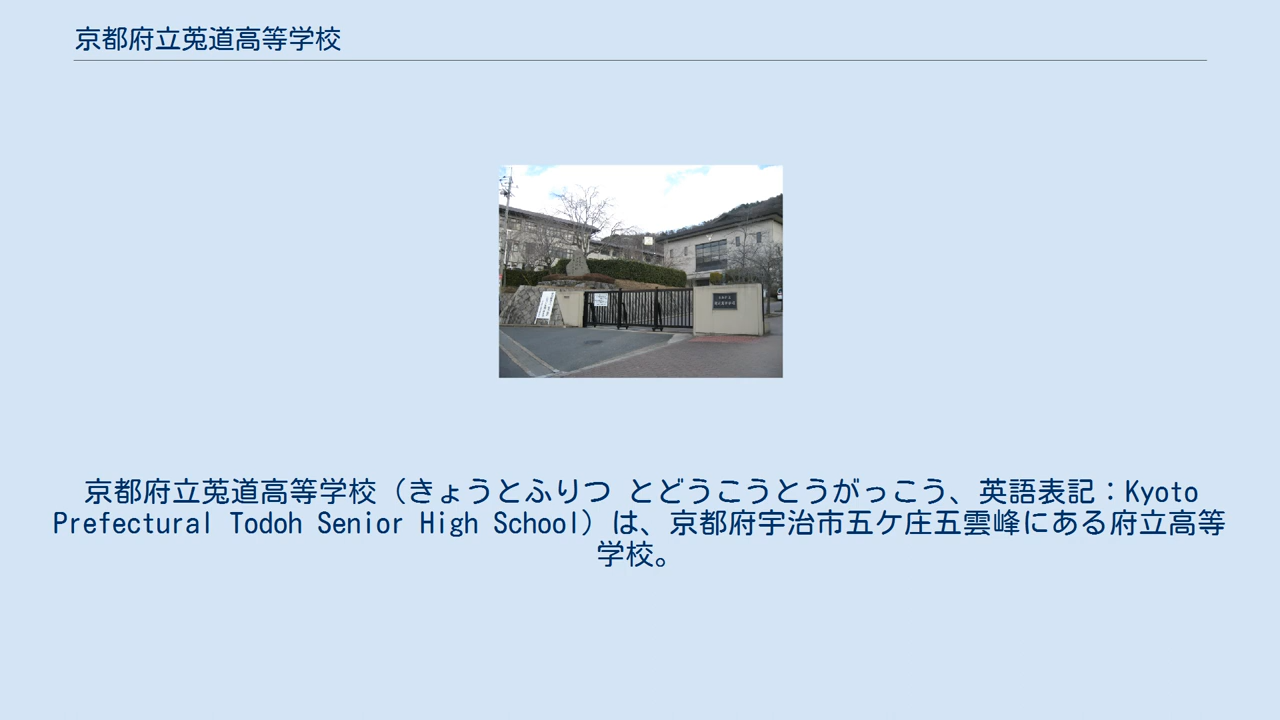 京都府立莵道高等学校
京都府立莵道高等学校（きょうとふりつ とどうこうとうがっこう、英語表記：Kyoto
Prefectural Todoh Senior High School）は、京都府宇治市五ケ庄五雲峰にある府立高等
学校。